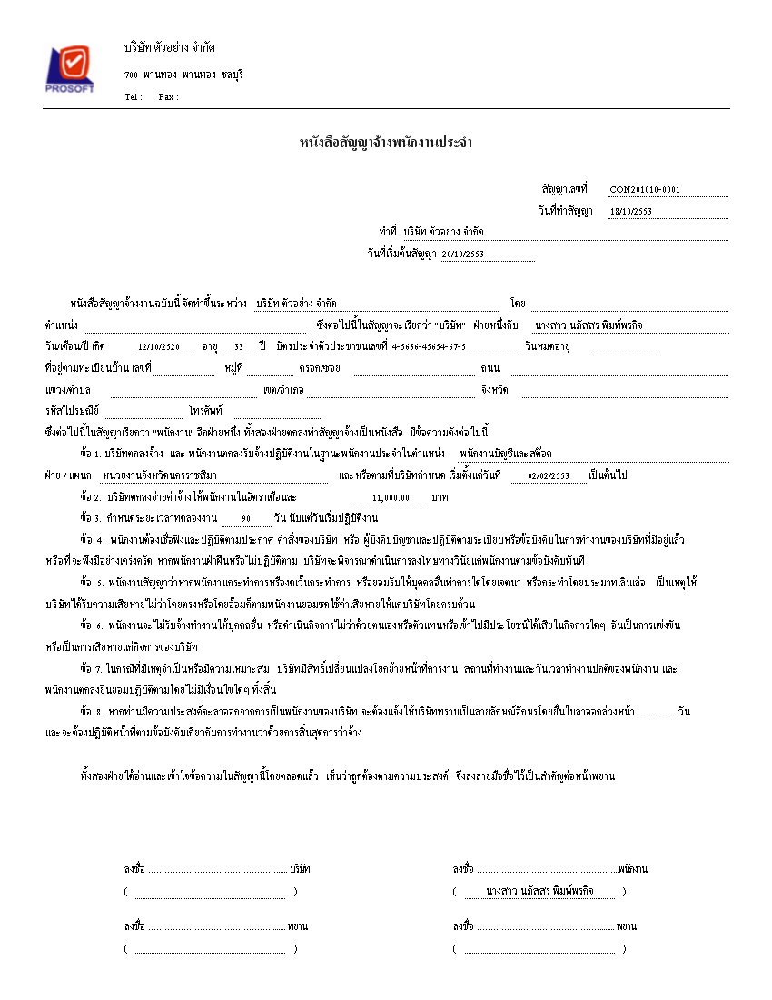 PROSOFT
บริษัท ตัวอย่าง จำกัด
700 พานทอง พานทอง ชลบุรี
Tel : Fax :
หนังสือสัญญาจ้างพนักงานประจำ
สัญญาเลขที่ CON201010-0001
วันที่ทำสัญญา 18/10/2553
ทำที่ บริษัท ตัวอย่าง จำกัด
วันที่เริ่มต้นสัญญา 20/10/2553
หนังสือสัญญาจ้างงานฉบับนี้ จัดทำขึ้นระหว่าง บริษัท ตัวอย่าง จำกัด โดย
ตำแหน่ง ซึ่งต่อไปนี้ในสัญญาจะเรียกว่า "บริษัท" ฝ่ายหนึ่งกับ นางสาว นภัสสร พิมพ์พรกิจ
วัน/เดือน/ปี เกิด 12/10/2520 อายุ 33 ปี บัตรประจำตัวประชาชนเลขที่ 4-5636-45654-67-5 วันหมดอายุ
ที่อยู่ตามทะเบียนบ้าน เลขที่ หมู่ที่ ตรอก/ซอย ถนน
แขวง/ตำบล เขต/อำเภอ จังหวัด
รหัสไปรษณีย์ โทรศัพท์
ซึ่งต่อไปนี้ในสัญญาเรียกว่า "พนักงาน" อีกฝ่ายหนึ่ง ทั้งสองฝ่ายตกลงทำสัญญาจ้างเป็นหนังสือ มีข้อความดังต่อไปนี้
ข้อ 1. บริษัทตกลงจ้าง และ พนักงานตกลงรับจ้างปฏิบัติงานในฐานะพนักงานประจำในตำแหน่ง พนักงานบัญชีและสต๊อค
ฝ่าย / แผนก หน่วยงานจังหวัดนครราชสีมา และหรือตามที่บริษัทกำหนด เริ่มตั้งแต่วันที่ 02/02/2553 เป็นต้นไป
ข้อ 2. บริษัทตกลงจ่ายค่าจ้างให้พนักงานในอัตราเดือนละ 11,000.00 บาท
ข้อ 3. กำหนดระยะเวลาทดลองงาน 90 วัน นับแต่วันเริ่มปฏิบัติงาน
ข้อ 4. พนักงานต้องเชื่อฟังและปฏิบัติตามประกาศ คำสั่งของบริษัท หรือ ผู้บังคับบัญชาและปฏิบัติตามระเบียบหรือข้อบังคับในการทำงานของบริษัทที่มีอยู่แล้ว
หรือที่จะพึงมีอย่างเคร่งครัด หากพนักงานฝ่าฝืนหรือไม่ปฏิบัติตาม บริษัทจะพิจารณาดำเนินการลงโทษทางวินัยแก่พนักงานตามข้อบังคับทันที
ข้อ 5. พนักงานสัญญาว่าหากพนักงานกระทำการหรืองดเว้นกระทำการ หรือยอมรับให้บุคคลอื่นทำการใดโดยเจตนา หรือกระทำโดยประมาทเลินเล่อ เป็นเหตุให้
บริษัทได้รับความเสียหายไม่ว่าโดยตรงหรือโดยอ้อมก็ตามพนักงานยอมชดใช้ค่าเสียหายให้แก่บริษัทโดยครบถ้วน
ข้อ 6. พนักงานจะไม่รับจ้างทำงานให้บุคคลอื่น หรือดำเนินกิจการไม่ว่าด้วยตนเองหรือตัวแทนหรือเข้าไปมีประโยชน์ได้เสียในกิจการใดๆ อันเป็นการแข่งขัน
หรือเป็นการเสียหายแก่กิจการของบริษัท
ข้อ 7. ในกรณีที่มีเหตุจำเป็นหรือมีความเหมาะสม บริษัทมีสิทธิ์เปลี่ยนแปลงโยกย้ายหน้าที่การงาน สถานที่ทำงานและวันเวลาทำงานปกติของพนักงาน และ
พนักงานตกลงยินยอมปฏิบัติตามโดยไม่มีเงื่อนไขใดๆ ทั้งสิ้น
ข้อ 8. หากท่านมีความประสงค์จะลาออกจากการเป็นพนักงานของบริษัท จะต้องแจ้งให้บริษัททราบเป็นลายลักษณ์อักษรโดยยื่นใบลาออกล่วงหน้า................วัน
และจะต้องปฏิบัติหน้าที่ตามข้อบังคับเกี่ยวกับการทำงานว่าด้วยการสิ้นสุดการว่าจ้าง
ทั้งสองฝ่ายได้อ่านและเข้าใจข้อความในสัญญานี้โดยตลอดแล้ว เห็นว่าถูกต้องตามความประสงค์ จึงลงลายมือชื่อไว้เป็นสำคัญต่อหน้าพยาน
ลงชื่อ .................................................. บริษัท ลงชื่อ ..................................................พนักงาน
( ) ( นางสาว นภัสสร พิมพ์พรกิจ )
ลงชื่อ .................................................. พยาน ลงชื่อ .................................................. พยาน
( ) ( )